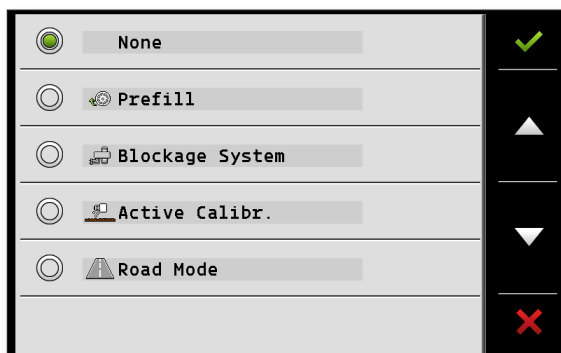 None
Prefill
Blockage System
Active Calibr.
Road Mode